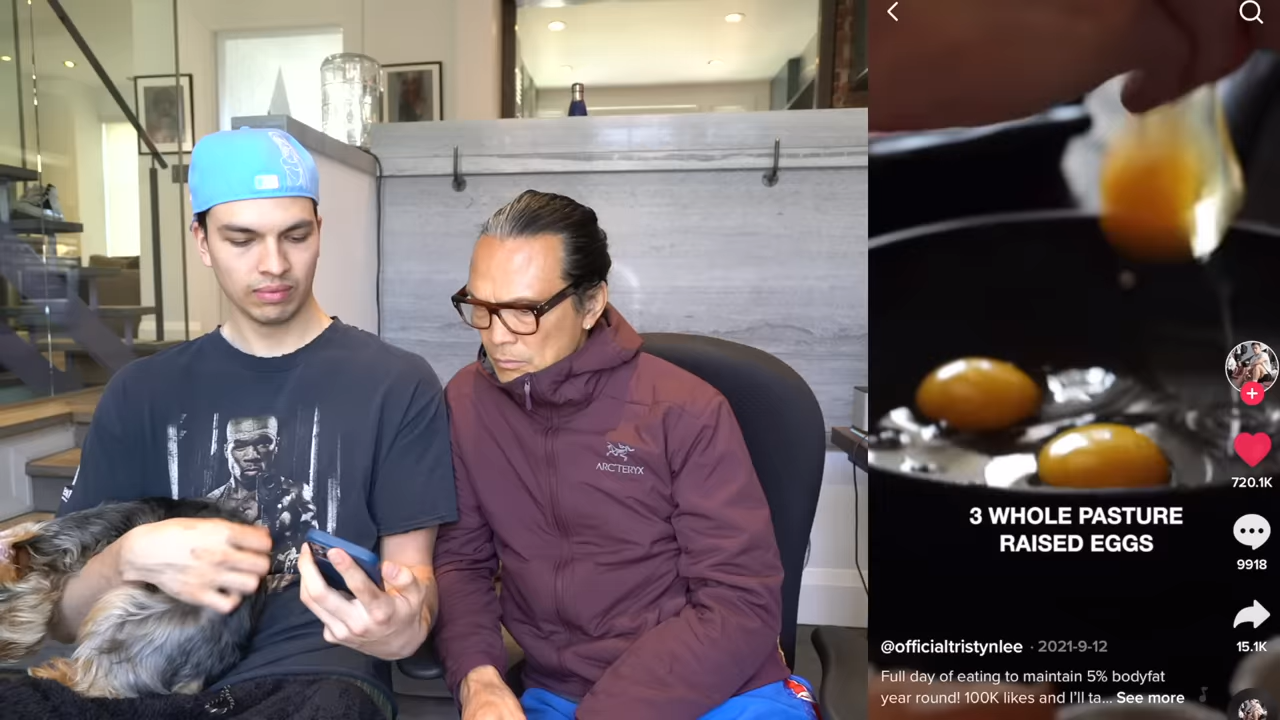 ARC'TERYX
3 WHOLE PASTURE
RAISED EGGS
720.1K
9918
15.1K
@officialtristynlee · 2021-9-12
Full day of eating to maintain 5% bodyfat
year round! 100K likes and I'll ta... See more